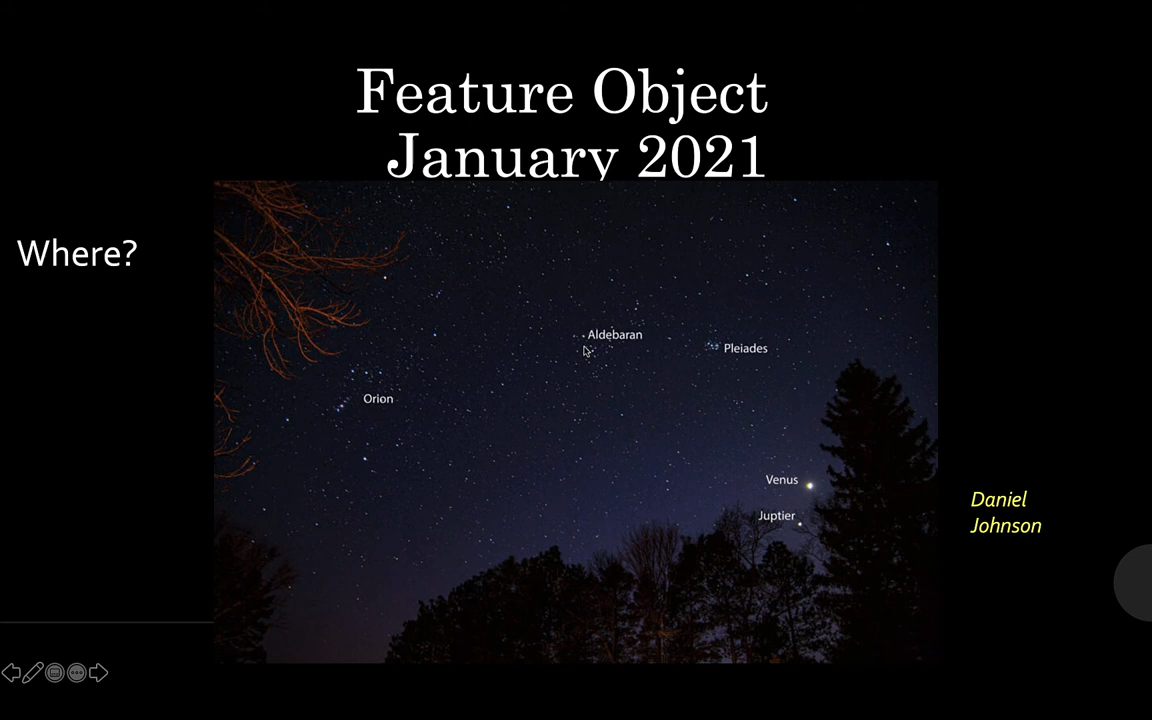 Feature Object
January 2021
Where?
Aldebaran
Pleiades
Orion
Venus
Juptier
Daniel
Johnson